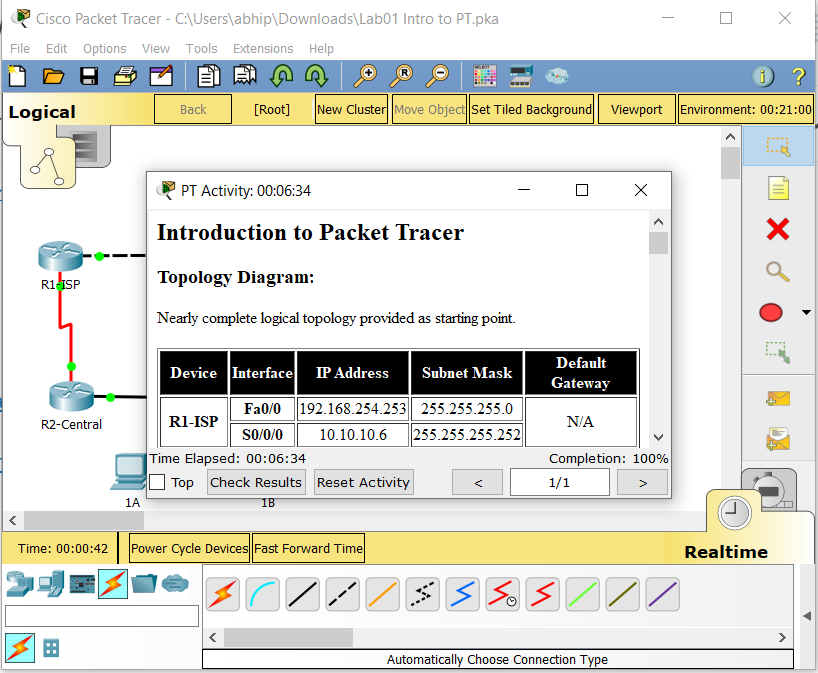 Cisco Packet Tracer - C:\Users\abhip\Downloads\Lab01 Intro to PT.pka
File Edit Options View Tools Extensions Help
Logical Back [Root] New Cluster Move Object Set Tiled Background Viewport Environment: 00:21:00
PT Activity: 00:06:34
Introduction to Packet Tracer
Topology Diagram:
Nearly complete logical topology provided as starting point.
Device Interface IP Address Subnet Mask Default Gateway
R1-ISP Fa0/0 192.168.254.253 255.255.255.0 N/A
S0/0/0 10.10.10.6 255.255.255.252
Time Elapsed: 00:06:34 Completion: 100%
Top Check Results Reset Activity < 1/1 >
R1-ISP
R2-Central
1A 1B
Time: 00:00:42 Power Cycle Devices Fast Forward Time Realtime
Automatically Choose Connection Type